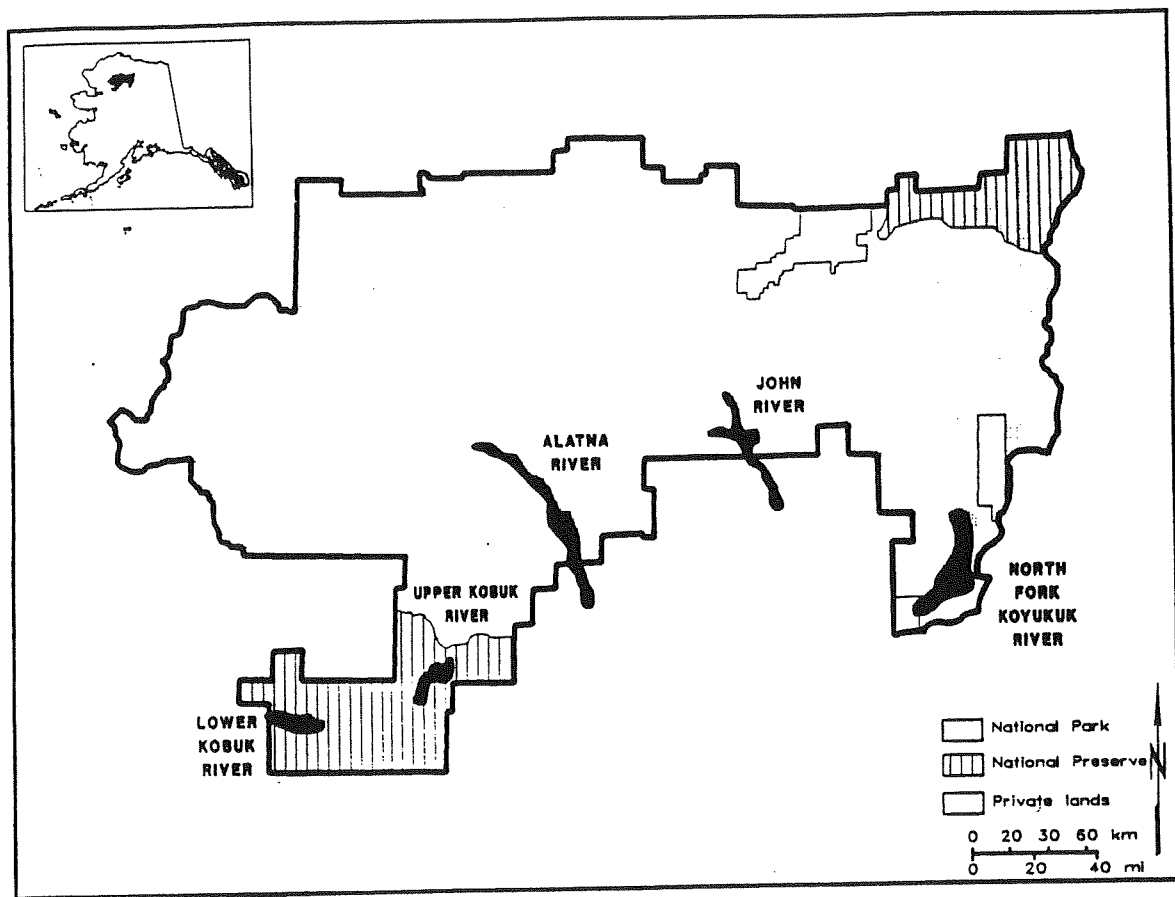 JOHN
RIVER
ALATNA
RIVER
UPPER KOBUK
RIVER
NORTH
FORK
KOYUKUK
RIVER
LOWER
KOBUK
RIVER
National Park
National Preserve
Private lands
N
0 20 30 60 km
0 20 40 mi